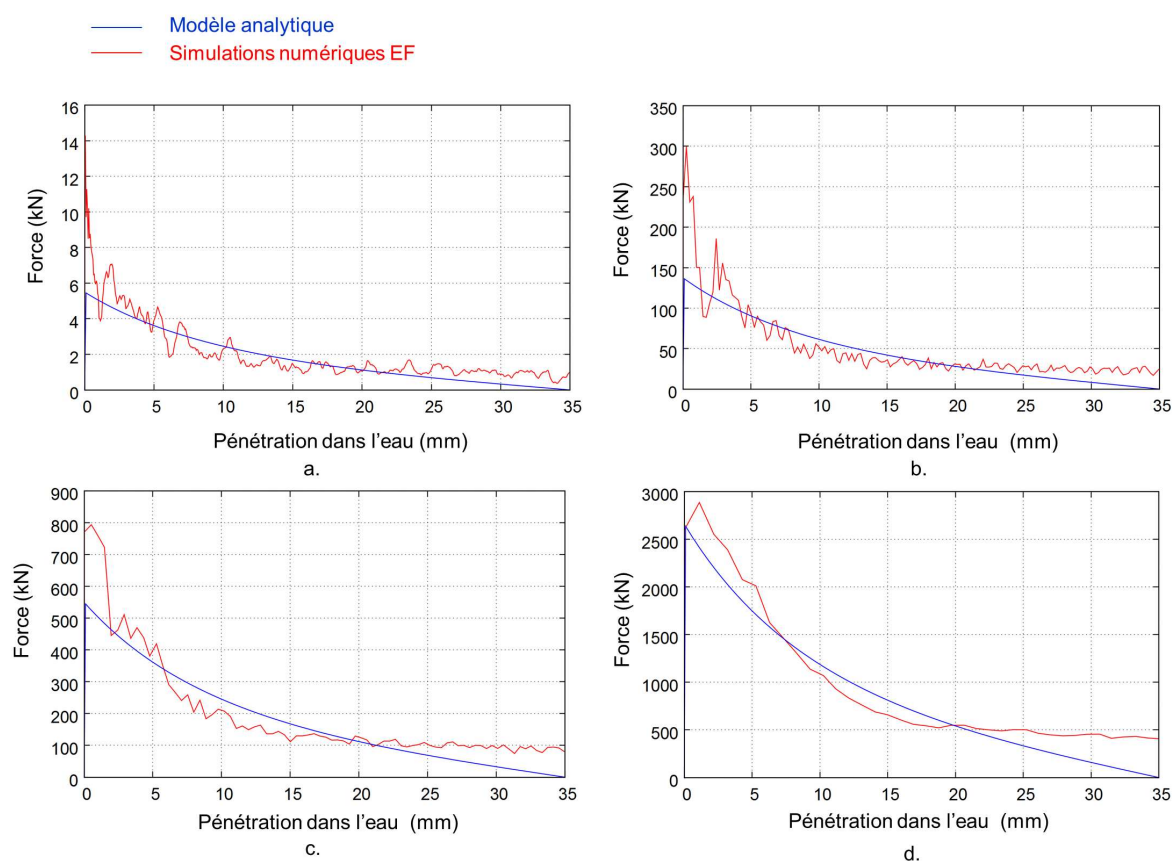 Modèle analytique
Simulations numériques EF
16
14
12
10
8
6
4
2
0
Force (kN)
0 5 10 15 20 25 30 35
Pénétration dans l'eau (mm)
a.
350
300
250
200
150
100
50
0
Force (kN)
0 5 10 15 20 25 30 35
Pénétration dans l'eau (mm)
b.
900
800
700
600
500
400
300
200
100
0
Force (kN)
0 5 10 15 20 25 30 35
Pénétration dans l'eau (mm)
c.
3000
2500
2000
1500
1000
500
0
Force (kN)
0 5 10 15 20 25 30 35
Pénétration dans l'eau (mm)
d.